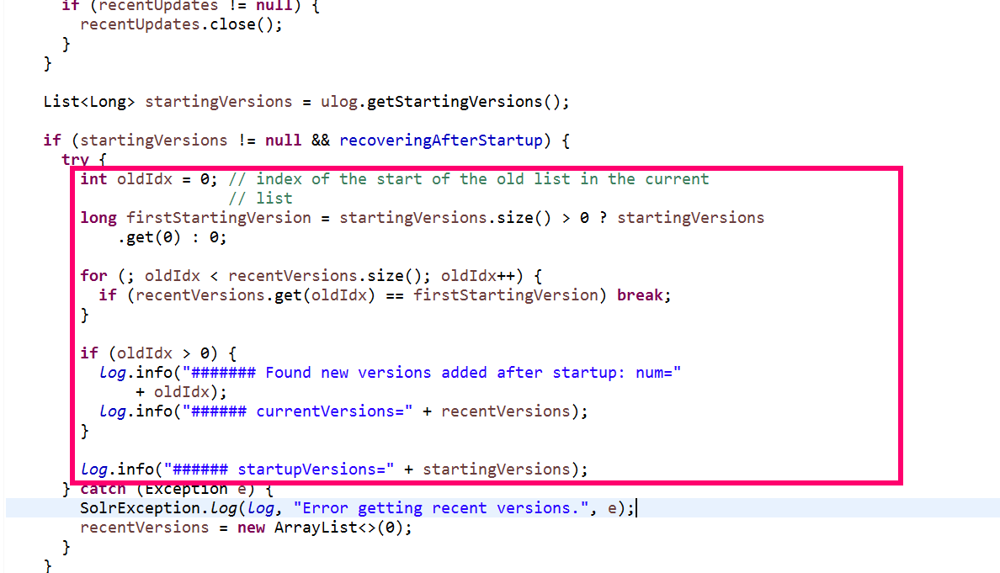 if (recentUpdates != null) {
recentUpdates.close();
}
}
List<Long> startingVersions = ulog.getStartingVersions();
if (startingVersions != null && recoveringAfterStartup) {
try {
int oldIdx = 0; // index of the start of the old list in the current
// list
long firstStartingVersion = startingVersions.size() > 0 ? startingVersions
.get(0) : 0;
for (; oldIdx < recentVersions.size(); oldIdx++) {
if (recentVersions.get(oldIdx) == firstStartingVersion) break;
}
if (oldIdx > 0) {
log.info("####### Found new versions added after startup: num="
+ oldIdx);
log.info("###### currentVersions=" + recentVersions);
}
log.info("###### startupVersions=" + startingVersions);
} catch (Exception e) {
SolrException.log(log, "Error getting recent versions.", e);
recentVersions = new ArrayList<>(0);
}
}